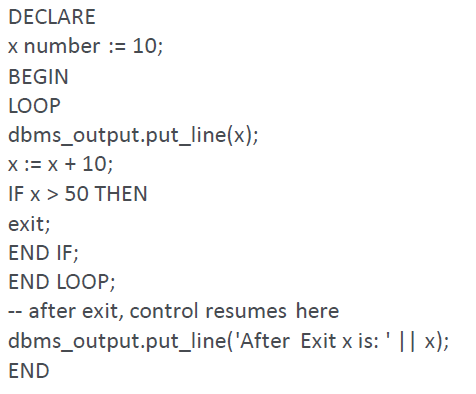 DECLARE
x number := 10;
BEGIN
LOOP
dbms_output.put_line(x);
x := x + 10;
IF x > 50 THEN
exit;
END IF;
END LOOP;
-- after exit, control resumes here
dbms_output.put_line('After Exit x is: ' || x);
END